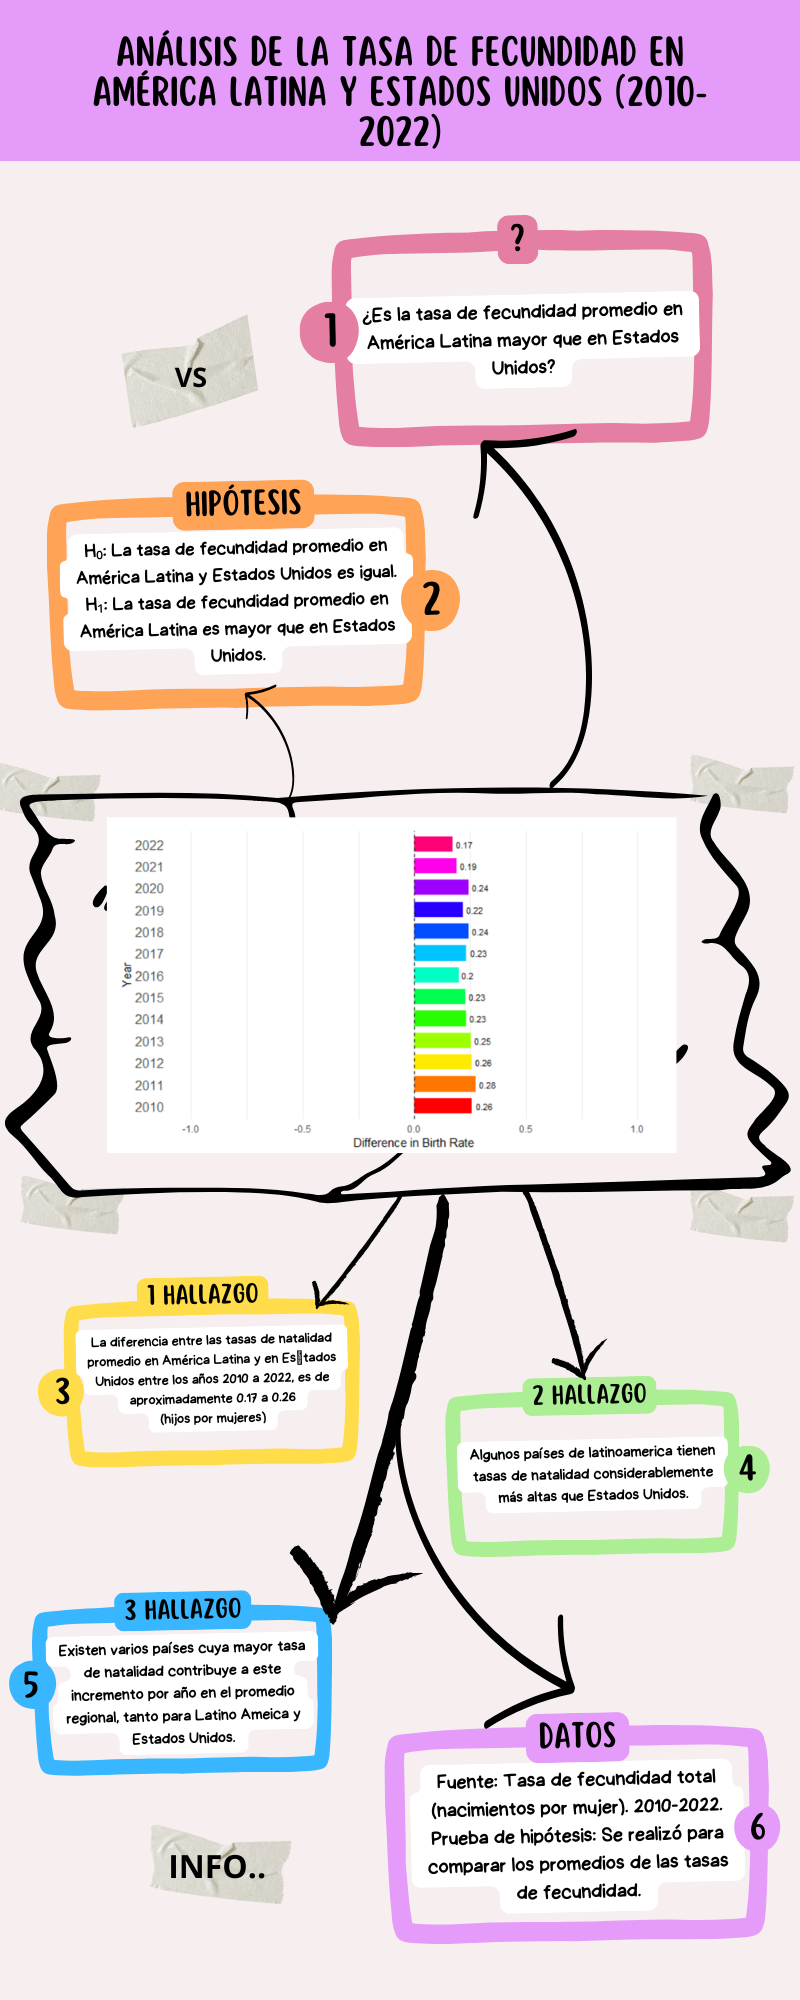 ANÁLISIS DE LA TASA DE FECUNDIDAD EN
AMÉRICA LATINA Y ESTADOS UNIDOS (2010-
2022)
?
1
¿Es la tasa de fecundidad promedio en
América Latina mayor que en Estados
Unidos?
VS
HIPÓTESIS
H₀: La tasa de fecundidad promedio en
América Latina y Estados Unidos es igual.
H₁: La tasa de fecundidad promedio en
América Latina es mayor que en Estados
Unidos.
2
Year
2022 0.17
2021 0.19
2020 0.24
2019 0.22
2018 0.24
2017 0.23
2016 0.2
2015 0.23
2014 0.23
2013 0.25
2012 0.26
2011 0.28
2010 0.26
-1.0 -0.5 0.0 0.5 1.0
Difference in Birth Rate
1 HALLAZGO
3
La diferencia entre las tasas de natalidad
promedio en América Latina y en Es▯tados
Unidos entre los años 2010 a 2022, es de
aproximadamente 0.17 a 0.26
(hijos por mujeres)
2 HALLAZGO
Algunos países de latinoamerica tienen
tasas de natalidad considerablemente
más altas que Estados Unidos.
4
3 HALLAZGO
5
Existen varios países cuya mayor tasa
de natalidad contribuye a este
incremento por año en el promedio
regional, tanto para Latino Ameica y
Estados Unidos.
DATOS
Fuente: Tasa de fecundidad total
(nacimientos por mujer). 2010-2022.
Prueba de hipótesis: Se realizó para
comparar los promedios de las tasas
de fecundidad.
6
INFO..